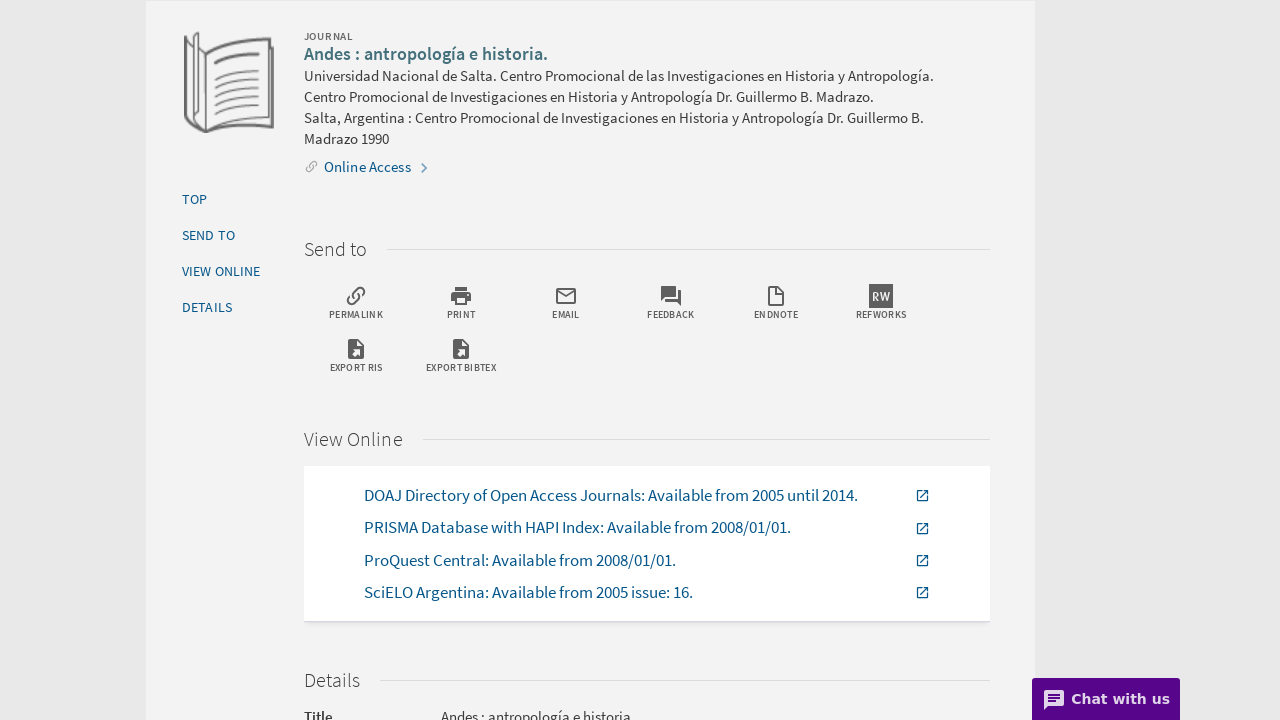 JOURNAL
Andes : antropología e historia.
Universidad Nacional de Salta. Centro Promocional de las Investigaciones en Historia y Antropología.
Centro Promocional de Investigaciones en Historia y Antropología Dr. Guillermo B. Madrazo.
Salta, Argentina : Centro Promocional de Investigaciones en Historia y Antropología Dr. Guillermo B.
Madrazo 1990
Online Access
TOP
SEND TO
VIEW ONLINE
DETAILS
Send to
PERMALINK
PRINT
EMAIL
FEEDBACK
ENDNOTE
RW
REFWORKS
EXPORT RIS
EXPORT BIBTEX
View Online
DOAJ Directory of Open Access Journals: Available from 2005 until 2014.
PRISMA Database with HAPI Index: Available from 2008/01/01.
ProQuest Central: Available from 2008/01/01.
SciELO Argentina: Available from 2005 issue: 16.
Details
Title Andes : antropología e historia.
Chat with us